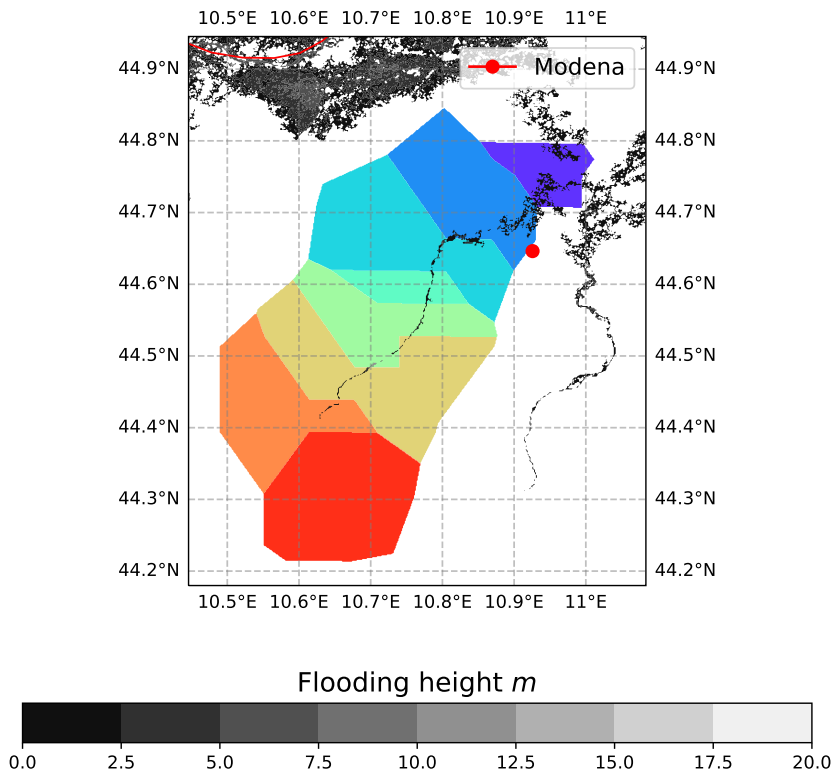 10.5°E 10.6°E 10.7°E 10.8°E 10.9°E 11°E
Modena
44.9°N 44.9°N
44.8°N 44.8°N
44.7°N 44.7°N
44.6°N 44.6°N
44.5°N 44.5°N
44.4°N 44.4°N
44.3°N 44.3°N
44.2°N 44.2°N
10.5°E 10.6°E 10.7°E 10.8°E 10.9°E 11°E
Flooding height m
0.0 2.5 5.0 7.5 10.0 12.5 15.0 17.5 20.0